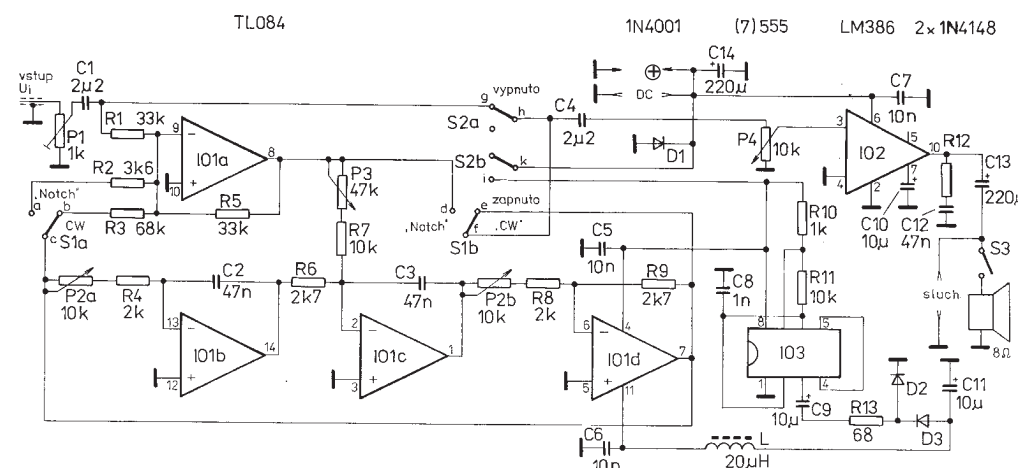 TL084 1N4001 (7)555 LM386 2× 1N4148
vstup
Ui
C1
2µ2
P1
1k
R1 33k
R2 3k6
R3 68k
„Notch“
a
b
c
CW
S1a
9
10
8
−
+
IO1a
R5
33k
P3
47k
R7
10k
g
vypnuto
h
S2a
S2b
k
i
zapnuto
d
e
f
„Notch“
„CW“
S1b
C4
2µ2
DC
C14
220µ
D1
P4
10k
C7
10n
3
6
4
2
IO2
5
10
7
C10
10µ
R12
C12
47n
C13
220µ
S3
sluch.
8Ω
P2a
10k
R4
2k
C2
47n
13
12
14
−
+
IO1b
R6
2k7
C3
47n
2
3
1
−
+
IO1c
P2b
10k
R8
2k
R9
2k7
C5
10n
6
5
4
11
7
−
+
IO1d
R10
1k
R11
10k
C8
1n
8
5
1
4
IO3
C9
10µ
R13
68
D2
D3
C11
10µ
C6
10n
L
20µH